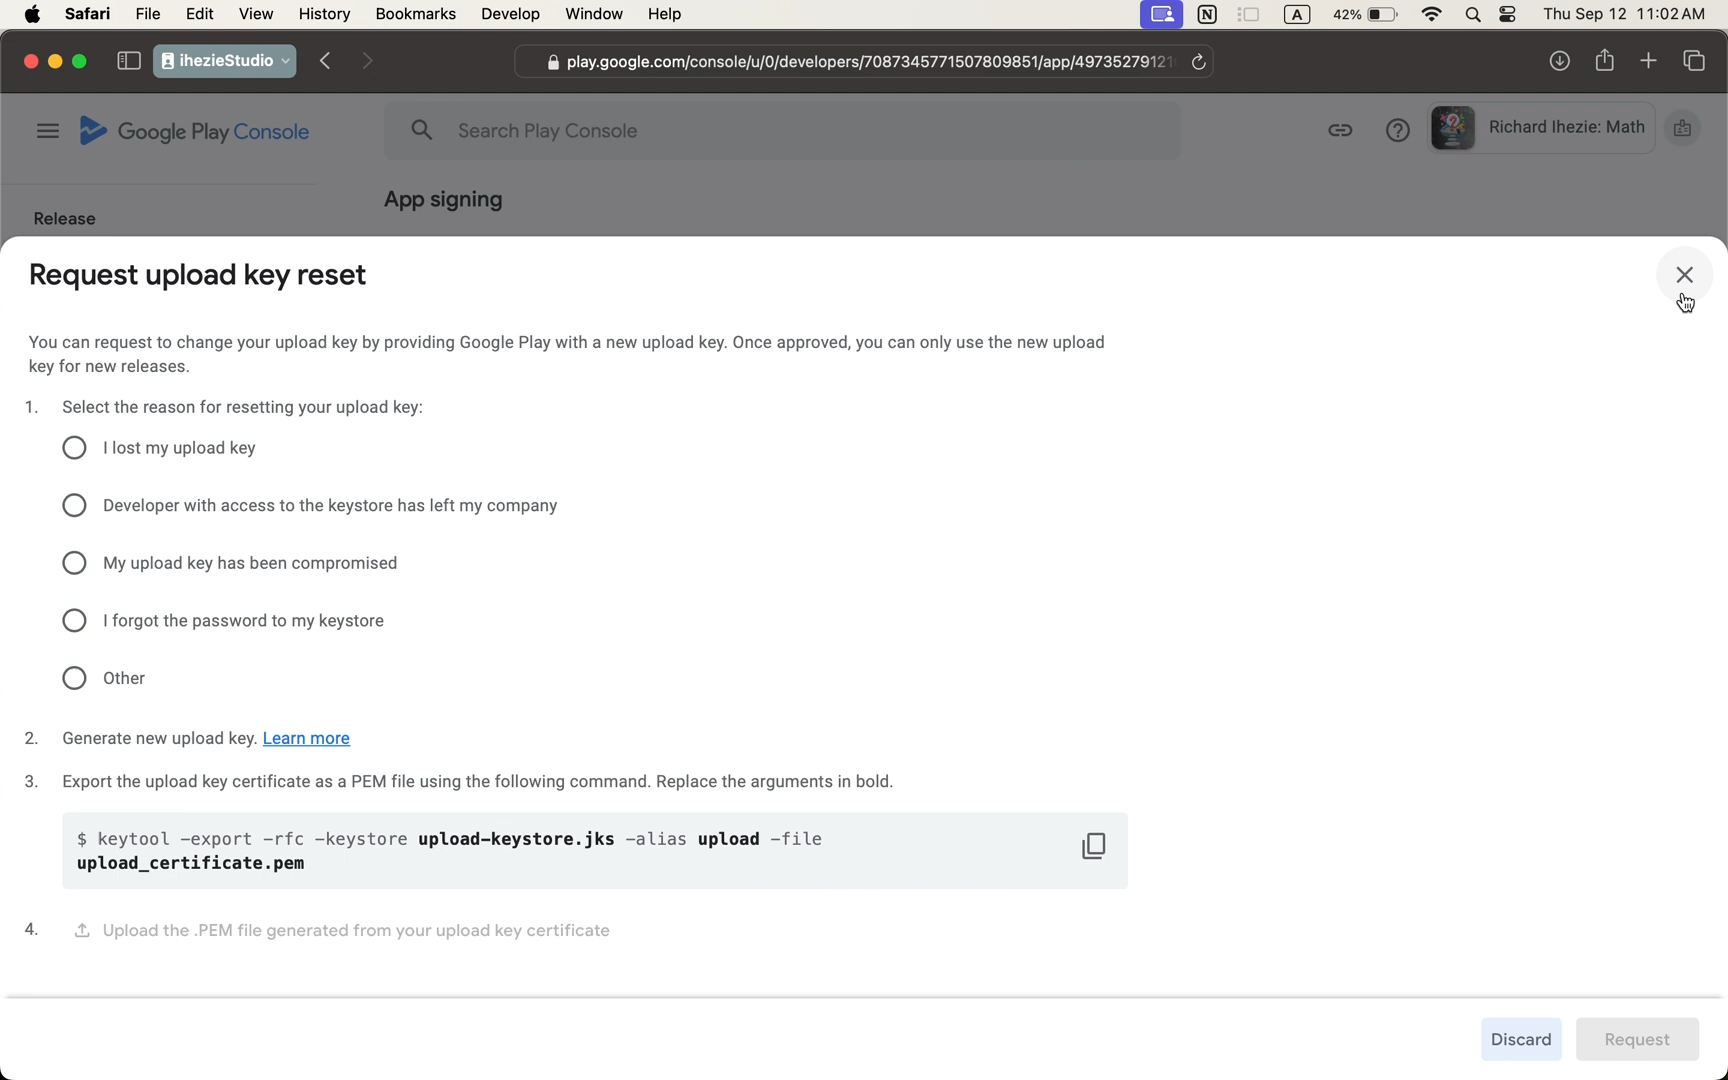 Safari File Edit View History Bookmarks Develop Window Help N A 42% Thu Sep 12 11:02 AM
ihezieStudio play.google.com/console/u/0/developers/7087345771507809851/app/4973527912
Google Play Console Search Play Console Richard Ihezie: Math
App signing
Release
Request upload key reset
You can request to change your upload key by providing Google Play with a new upload key. Once approved, you can only use the new upload
key for new releases.
1. Select the reason for resetting your upload key:
I lost my upload key
Developer with access to the keystore has left my company
My upload key has been compromised
I forgot the password to my keystore
Other
2. Generate new upload key. Learn more
3. Export the upload key certificate as a PEM file using the following command. Replace the arguments in bold.
$ keytool -export -rfc -keystore upload-keystore.jks -alias upload -file
upload_certificate.pem
4. Upload the .PEM file generated from your upload key certificate
Discard Request